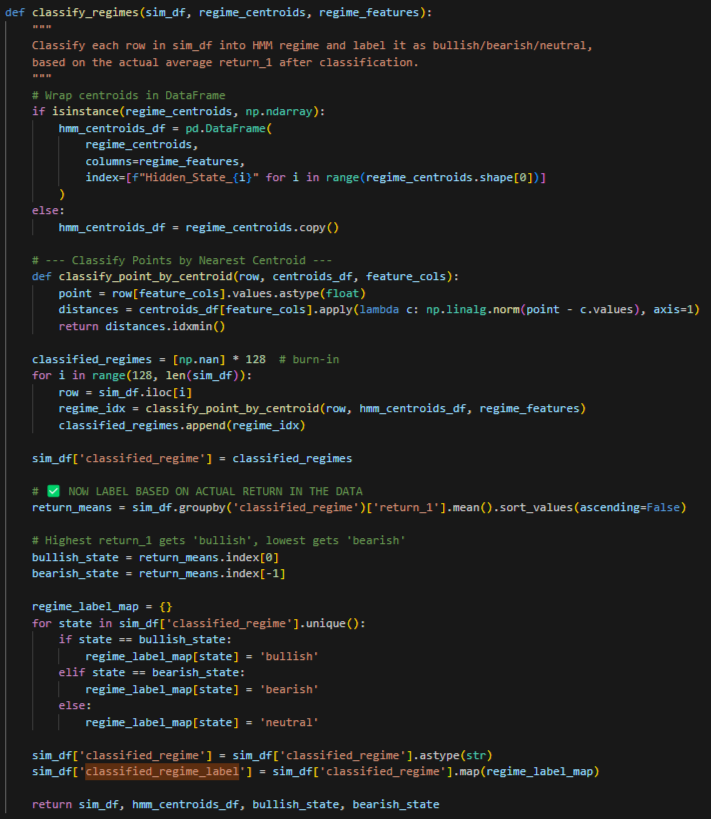 def classify_regimes(sim_df, regime_centroids, regime_features):
    """
    Classify each row in sim_df into HMM regime and label it as bullish/bearish/neutral,
    based on the actual average return_1 after classification.
    """
    # Wrap centroids in DataFrame
    if isinstance(regime_centroids, np.ndarray):
        hmm_centroids_df = pd.DataFrame(
            regime_centroids,
            columns=regime_features,
            index=[f"Hidden_State_{i}" for i in range(regime_centroids.shape[0])]
        )
    else:
        hmm_centroids_df = regime_centroids.copy()

    # --- Classify Points by Nearest Centroid ---
    def classify_point_by_centroid(row, centroids_df, feature_cols):
        point = row[feature_cols].values.astype(float)
        distances = centroids_df[feature_cols].apply(lambda c: np.linalg.norm(point - c.values), axis=1)
        return distances.idxmin()

    classified_regimes = [np.nan] * 128  # burn-in
    for i in range(128, len(sim_df)):
        row = sim_df.iloc[i]
        regime_idx = classify_point_by_centroid(row, hmm_centroids_df, regime_features)
        classified_regimes.append(regime_idx)

    sim_df['classified_regime'] = classified_regimes

    # ✅ NOW LABEL BASED ON ACTUAL RETURN IN THE DATA
    return_means = sim_df.groupby('classified_regime')['return_1'].mean().sort_values(ascending=False)

    # Highest return_1 gets 'bullish', lowest gets 'bearish'
    bullish_state = return_means.index[0]
    bearish_state = return_means.index[-1]

    regime_label_map = {}
    for state in sim_df['classified_regime'].unique():
        if state == bullish_state:
            regime_label_map[state] = 'bullish'
        elif state == bearish_state:
            regime_label_map[state] = 'bearish'
        else:
            regime_label_map[state] = 'neutral'

    sim_df['classified_regime'] = sim_df['classified_regime'].astype(str)
    sim_df['classified_regime_label'] = sim_df['classified_regime'].map(regime_label_map)

    return sim_df, hmm_centroids_df, bullish_state, bearish_state